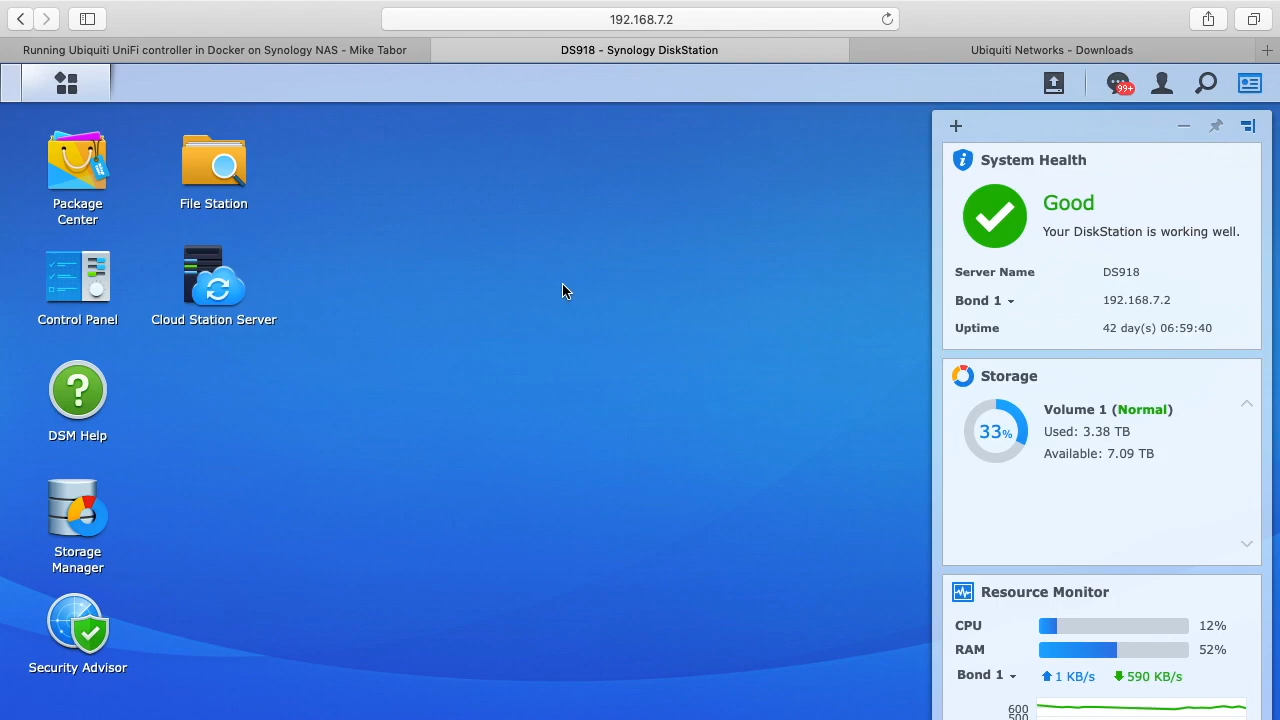 192.168.7.2
Running Ubiquiti UniFi controller in Docker on Synology NAS - Mike Tabor
DS918 - Synology DiskStation
Ubiquiti Networks - Downloads
99+
Package
Center
File Station
Control Panel
Cloud Station Server
DSM Help
Storage
Manager
Security Advisor
System Health
Good
Your DiskStation is working well.
Server Name DS918
Bond 1 192.168.7.2
Uptime 42 day(s) 06:59:40
Storage
33%
Volume 1 (Normal)
Used: 3.38 TB
Available: 7.09 TB
Resource Monitor
CPU 12%
RAM 52%
Bond 1 1 KB/s 590 KB/s
600
500